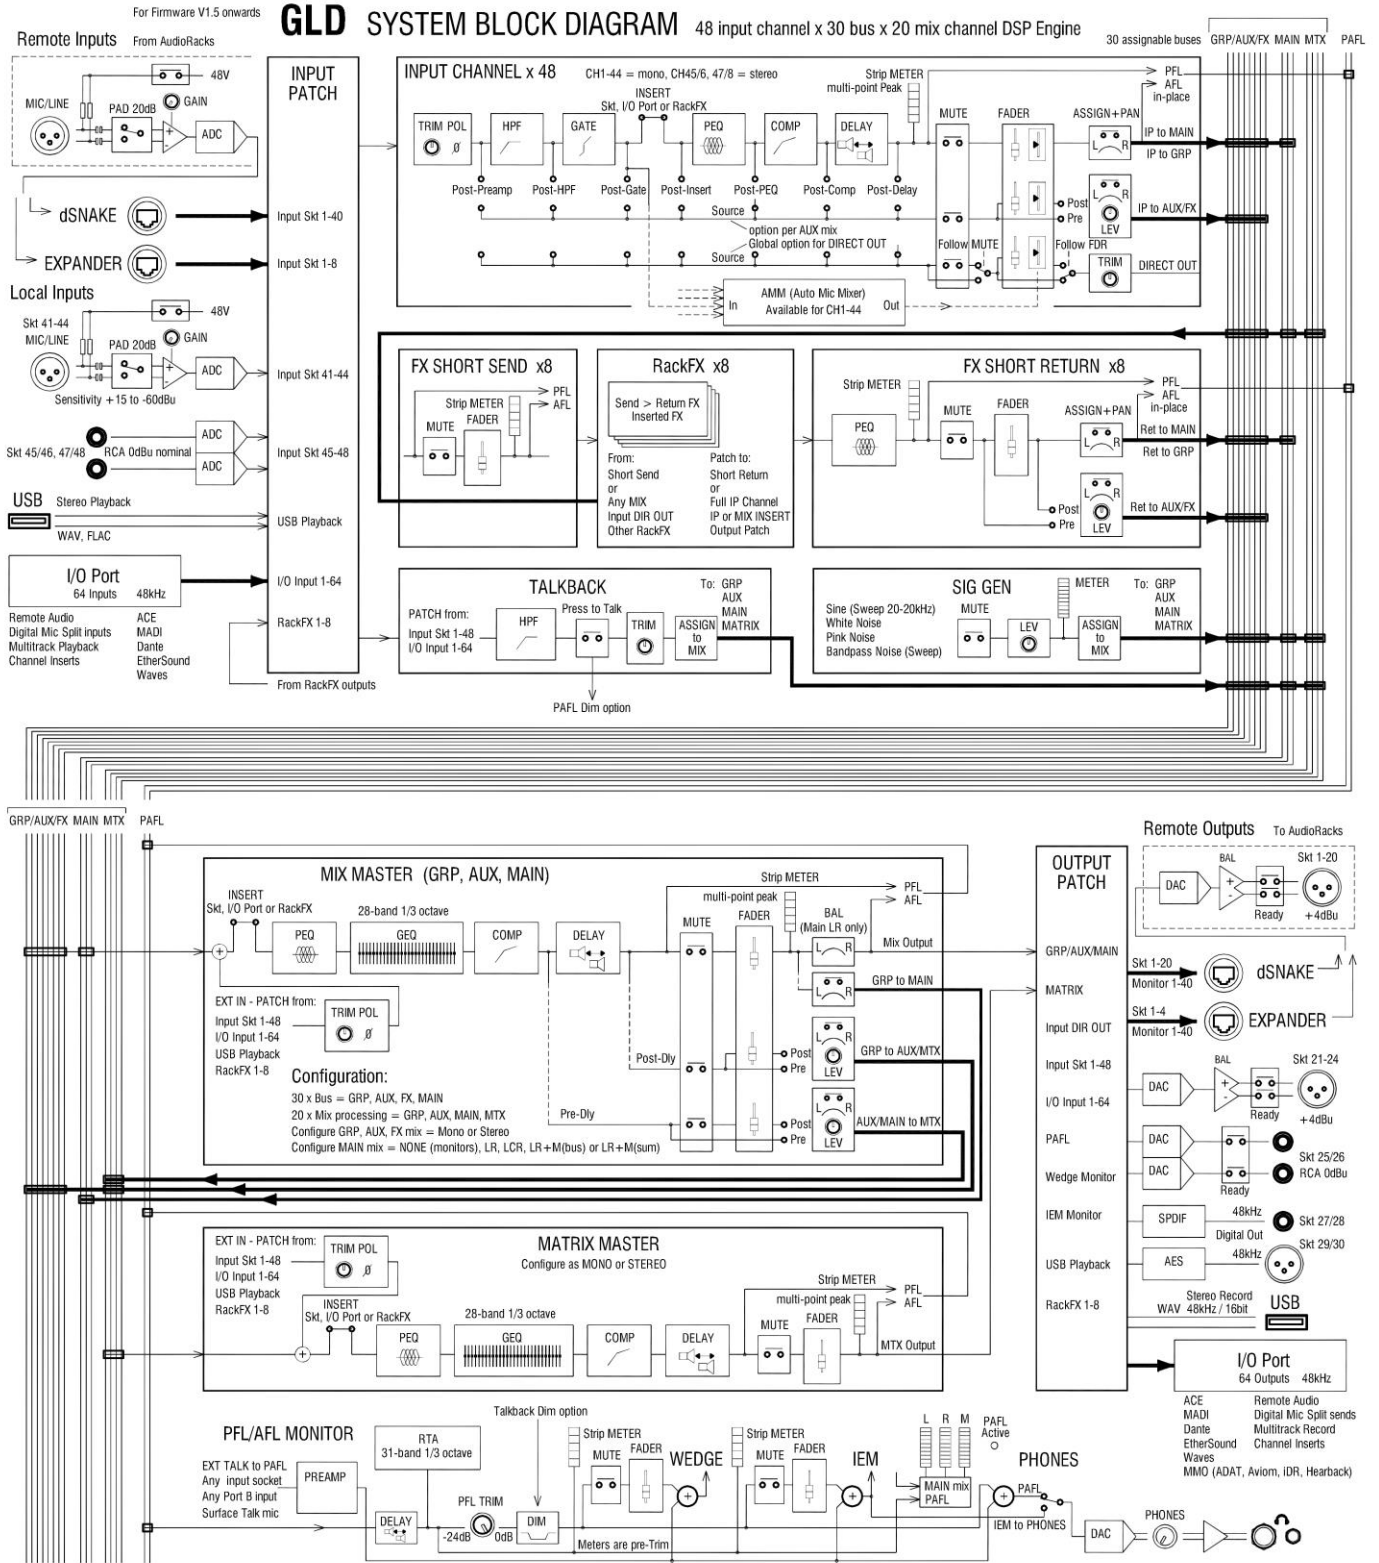 For Firmware V1.5 onwards
GLD SYSTEM BLOCK DIAGRAM 48 input channel x 30 bus x 20 mix channel DSP Engine
Remote Inputs From AudioRacks
30 assignable buses GRP/AUX/FX MAIN MTX PAFL
48V
MIC/LINE
PAD 20dB
GAIN
ADC
dSNAKE
EXPANDER
Local Inputs
Skt 41-44
MIC/LINE
48V
PAD 20dB
GAIN
ADC
Sensitivity +15 to -60dBu
ADC
Skt 45/46, 47/48 RCA 0dBu nominal
ADC
USB Stereo Playback
WAV, FLAC
I/O Port
64 Inputs 48kHz
Remote Audio ACE
Digital Mic Split inputs MADI
Multitrack Playback Dante
Channel Inserts EtherSound
Waves
INPUT
PATCH
Input Skt 1-40
Input Skt 1-8
Input Skt 41-44
Input Skt 45-48
USB Playback
I/O Input 1-64
RackFX 1-8
From RackFX outputs
INPUT CHANNEL x 48 CH1-44 = mono, CH45/6, 47/8 = stereo
Strip METER
multi-point Peak
PFL
AFL
in-place
INSERT
Skt, I/O Port or RackFX
TRIM POL
ø
HPF
GATE
PEQ
COMP
DELAY
MUTE
FADER
ASSIGN+PAN
L R
IP to MAIN
IP to GRP
Post-Preamp Post-HPF Post-Gate Post-Insert Post-PEQ Post-Comp Post-Delay
Source
option per AUX mix
Global option for DIRECT OUT
Source
Post
Pre
L R
LEV
IP to AUX/FX
Follow MUTE
Follow FDR
TRIM
DIRECT OUT
In
AMM (Auto Mic Mixer)
Available for CH1-44
Out
FX SHORT SEND x8
PFL
AFL
Strip METER
FADER
MUTE
RackFX x8
Send > Return FX
Inserted FX
From: Patch to:
Short Send Short Return
or or
Any MIX Full IP Channel
Input DIR OUT IP or MIX INSERT
Other RackFX Output Patch
FX SHORT RETURN x8
Strip METER
PFL
AFL
in-place
PEQ
MUTE
FADER
ASSIGN+PAN
L R
Ret to MAIN
Ret to GRP
Post
Pre
L R
LEV
Ret to AUX/FX
TALKBACK
To: GRP
AUX
MAIN
MATRIX
PATCH from:
Input Skt 1-48
I/O Input 1-64
HPF
Press to Talk
TRIM
ASSIGN
to
MIX
PAFL Dim option
SIG GEN
METER
To: GRP
AUX
MAIN
MATRIX
Sine (Sweep 20-20kHz)
White Noise
Pink Noise
Bandpass Noise (Sweep)
MUTE
LEV
ASSIGN
to
MIX
GRP/AUX/FX MAIN MTX PAFL
MIX MASTER (GRP, AUX, MAIN)
Strip METER
multi-point peak
PFL
AFL
INSERT
Skt, I/O Port or RackFX
PEQ
28-band 1/3 octave
GEQ
COMP
DELAY
MUTE
FADER
BAL
(Main LR only)
L R
Mix Output
L R
GRP to MAIN
EXT IN - PATCH from:
Input Skt 1-48
I/O Input 1-64
USB Playback
RackFX 1-8
TRIM POL
ø
Post-Dly
Post
Pre
L R
LEV
GRP to AUX/MTX
Configuration:
30 x Bus = GRP, AUX, FX, MAIN
20 x Mix processing = GRP, AUX, MAIN, MTX
Configure GRP, AUX, FX mix = Mono or Stereo
Configure MAIN mix = NONE (monitors), LR, LCR, LR+M(bus) or LR+M(sum)
Pre-Dly
Post
Pre
L R
LEV
AUX/MAIN to MTX
MATRIX MASTER
Configure as MONO or STEREO
EXT IN - PATCH from:
Input Skt 1-48
I/O Input 1-64
USB Playback
RackFX 1-8
TRIM POL
ø
INSERT
Skt, I/O Port or RackFX
PEQ
28-band 1/3 octave
GEQ
COMP
DELAY
MUTE
FADER
Strip METER
multi-point peak
PFL
AFL
MTX Output
OUTPUT
PATCH
GRP/AUX/MAIN
MATRIX
Input DIR OUT
Input Skt 1-48
I/O Input 1-64
PAFL
Wedge Monitor
IEM Monitor
USB Playback
RackFX 1-8
Remote Outputs To AudioRacks
DAC
BAL
Ready
Skt 1-20
+4dBu
Skt 1-20
Monitor 1-40
dSNAKE
Skt 1-4
Monitor 1-40
EXPANDER
DAC
BAL
Ready
Skt 21-24
+4dBu
DAC
DAC
Ready
Skt 25/26
RCA 0dBu
SPDIF
48kHz
Digital Out
Skt 27/28
AES
48kHz
Skt 29/30
Stereo Record
WAV 48kHz / 16bit
USB
I/O Port
64 Outputs 48kHz
ACE Remote Audio
MADI Digital Mic Split sends
Dante Multitrack Record
EtherSound Channel Inserts
Waves
MMO (ADAT, Aviom, iDR, Hearback)
PFL/AFL MONITOR
EXT TALK to PAFL
Any input socket
Any Port B input
Surface Talk mic
PREAMP
RTA
31-band 1/3 octave
DELAY
PFL TRIM
-24dB 0dB
Talkback Dim option
DIM
Strip METER
MUTE
FADER
WEDGE
Meters are pre-Trim
Strip METER
MUTE
FADER
IEM
L R M
MAIN mix
PAFL
PAFL
Active
PHONES
PAFL
IEM to PHONES
DAC
PHONES